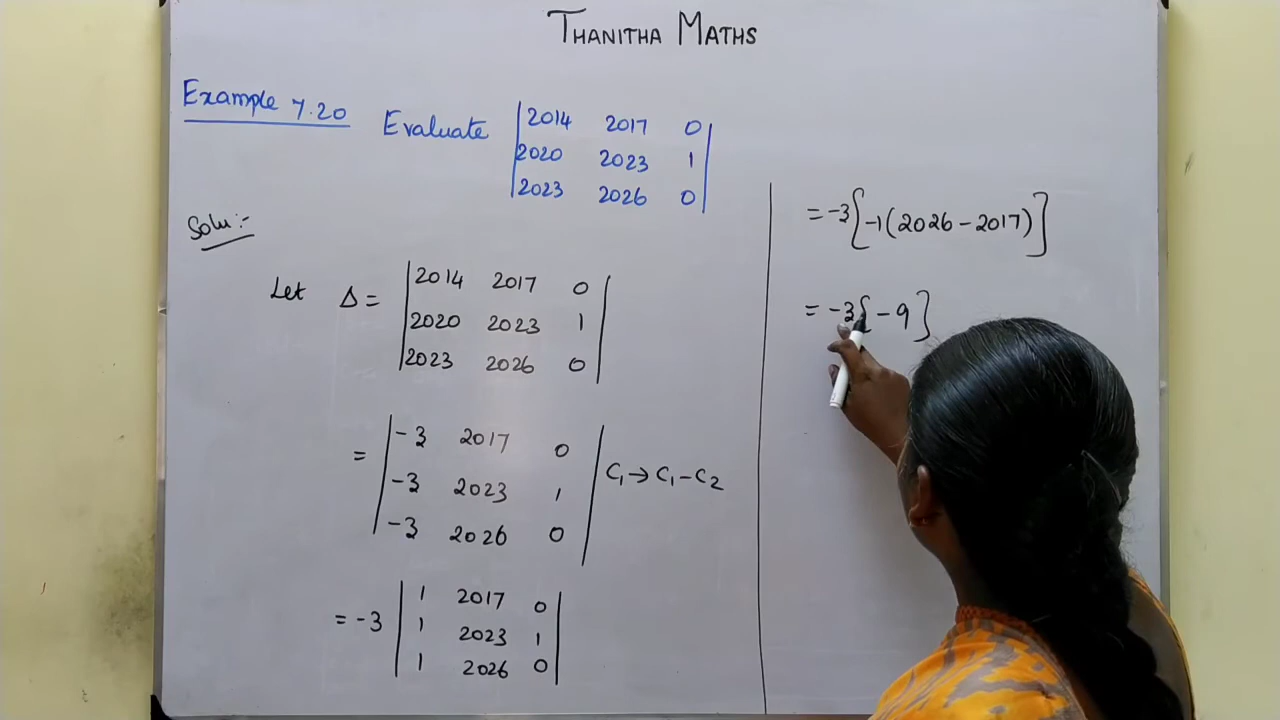 THANITHA MATHS
Example 7.20 Evaluate
2014 2017 0
2020 2023 1
2023 2026 0
Solu:-
Let Δ =
2014 2017 0
2020 2023 1
2023 2026 0
=
-3 2017 0
-3 2023 1
-3 2026 0
C₁ → C₁ - C₂
= -3
1 2017 0
1 2023 1
1 2026 0
= -3[-1(2026 - 2017)]
= -3[-9]